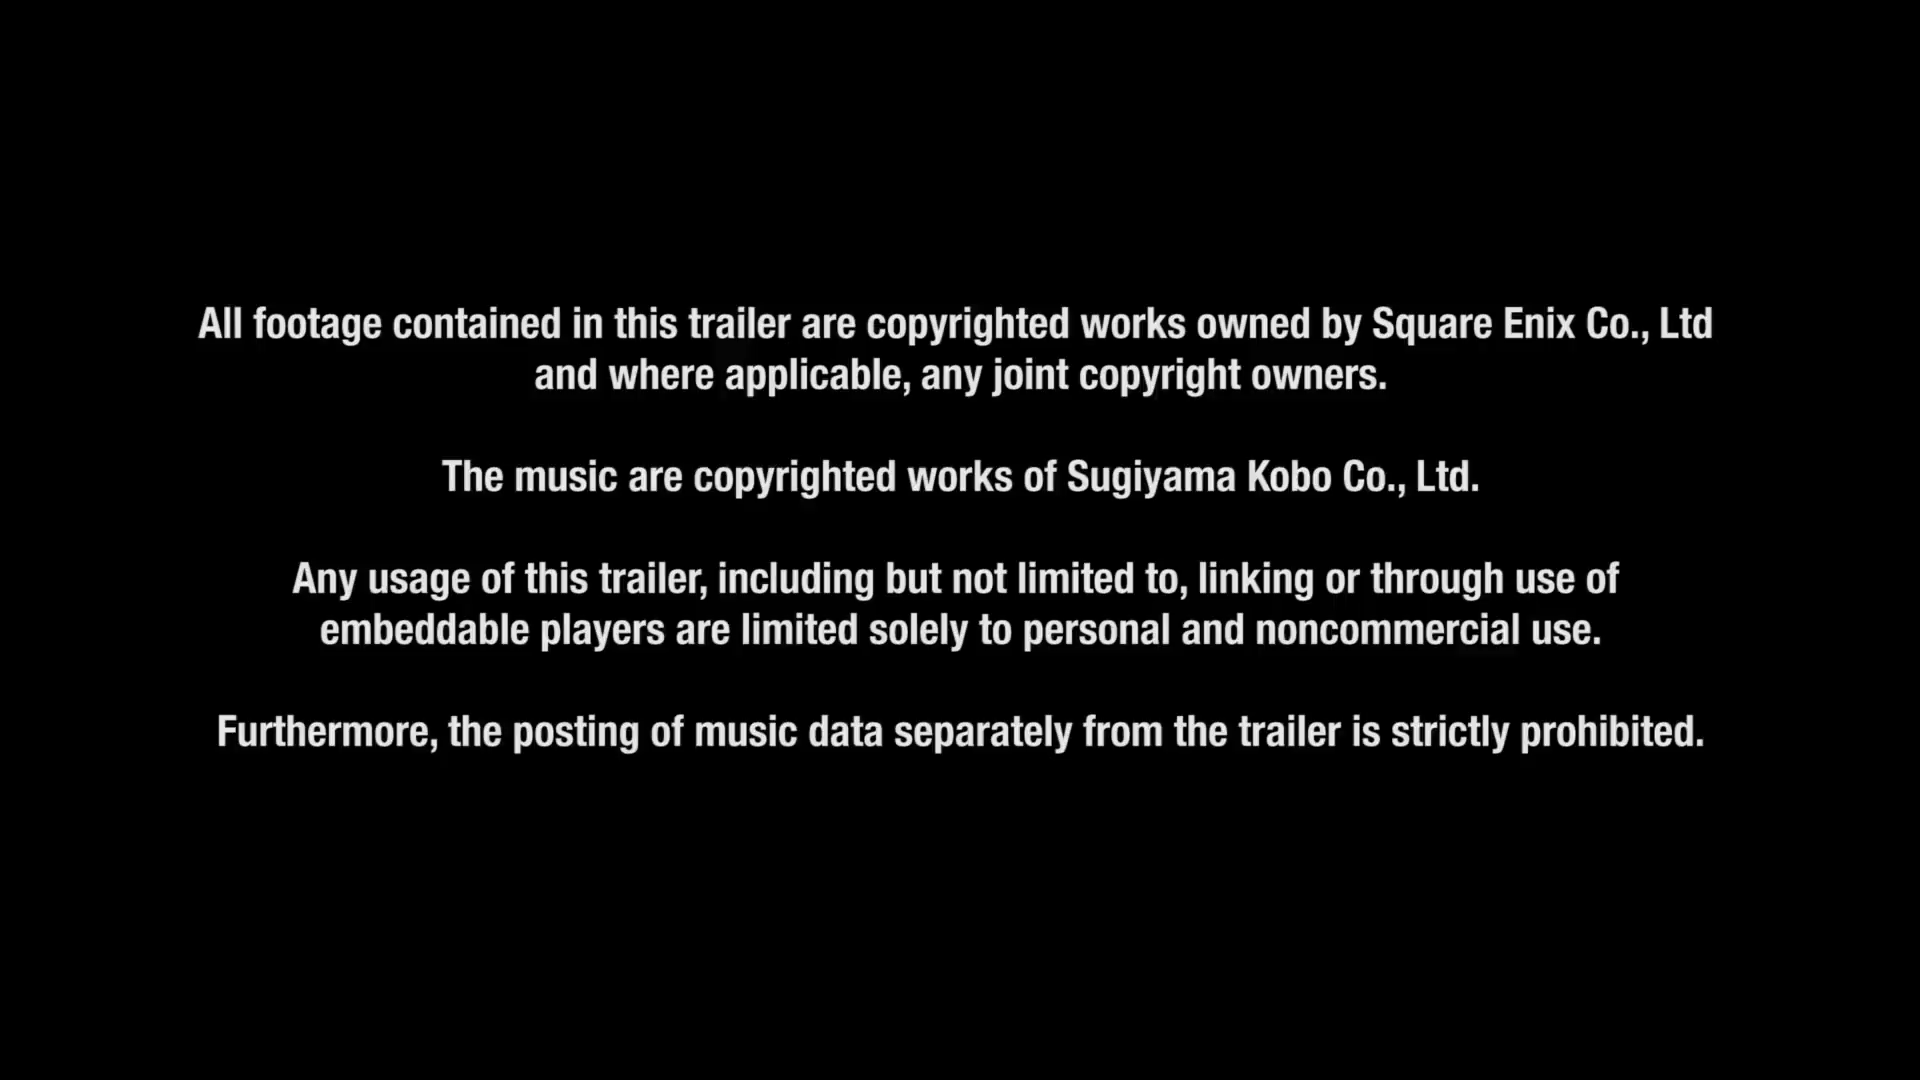 All footage contained in this trailer are copyrighted works owned by Square Enix Co., Ltd
and where applicable, any joint copyright owners.
The music are copyrighted works of Sugiyama Kobo Co., Ltd.
Any usage of this trailer, including but not limited to, linking or through use of
embeddable players are limited solely to personal and noncommercial use.
Furthermore, the posting of music data separately from the trailer is strictly prohibited.